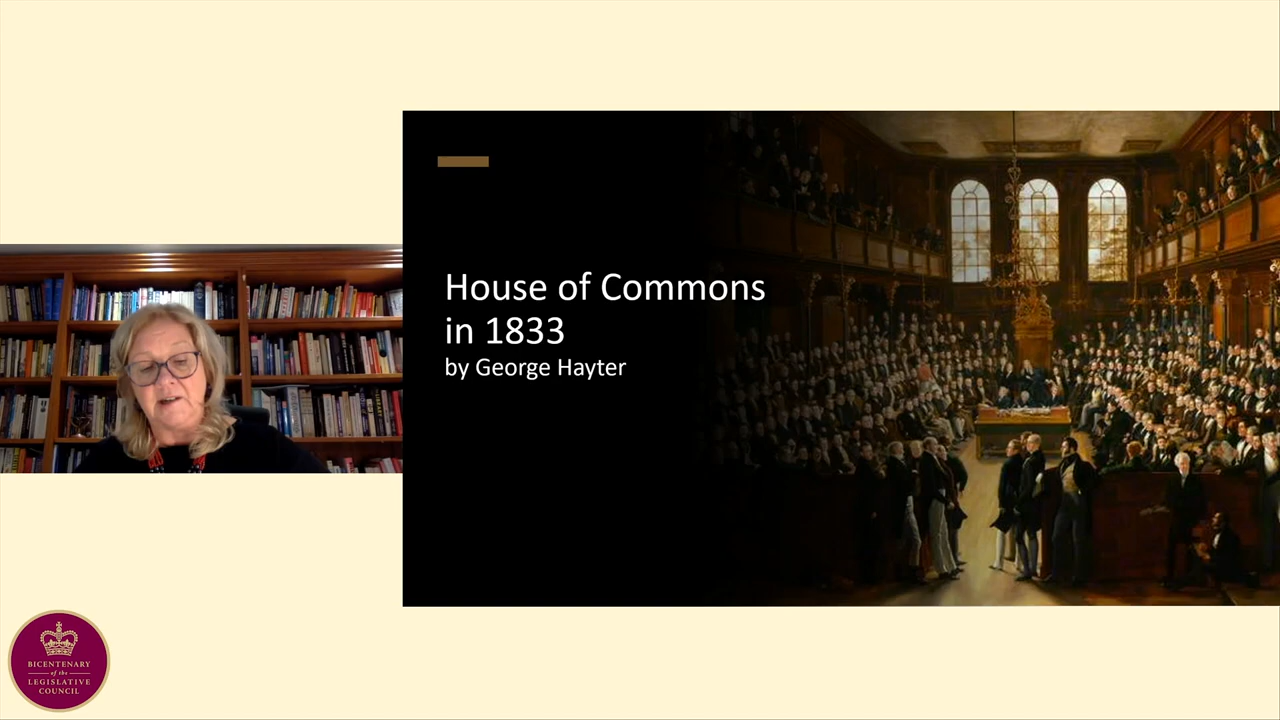 House of Commons
in 1833
by George Hayter
BICENTENARY
of the
LEGISLATIVE
COUNCIL